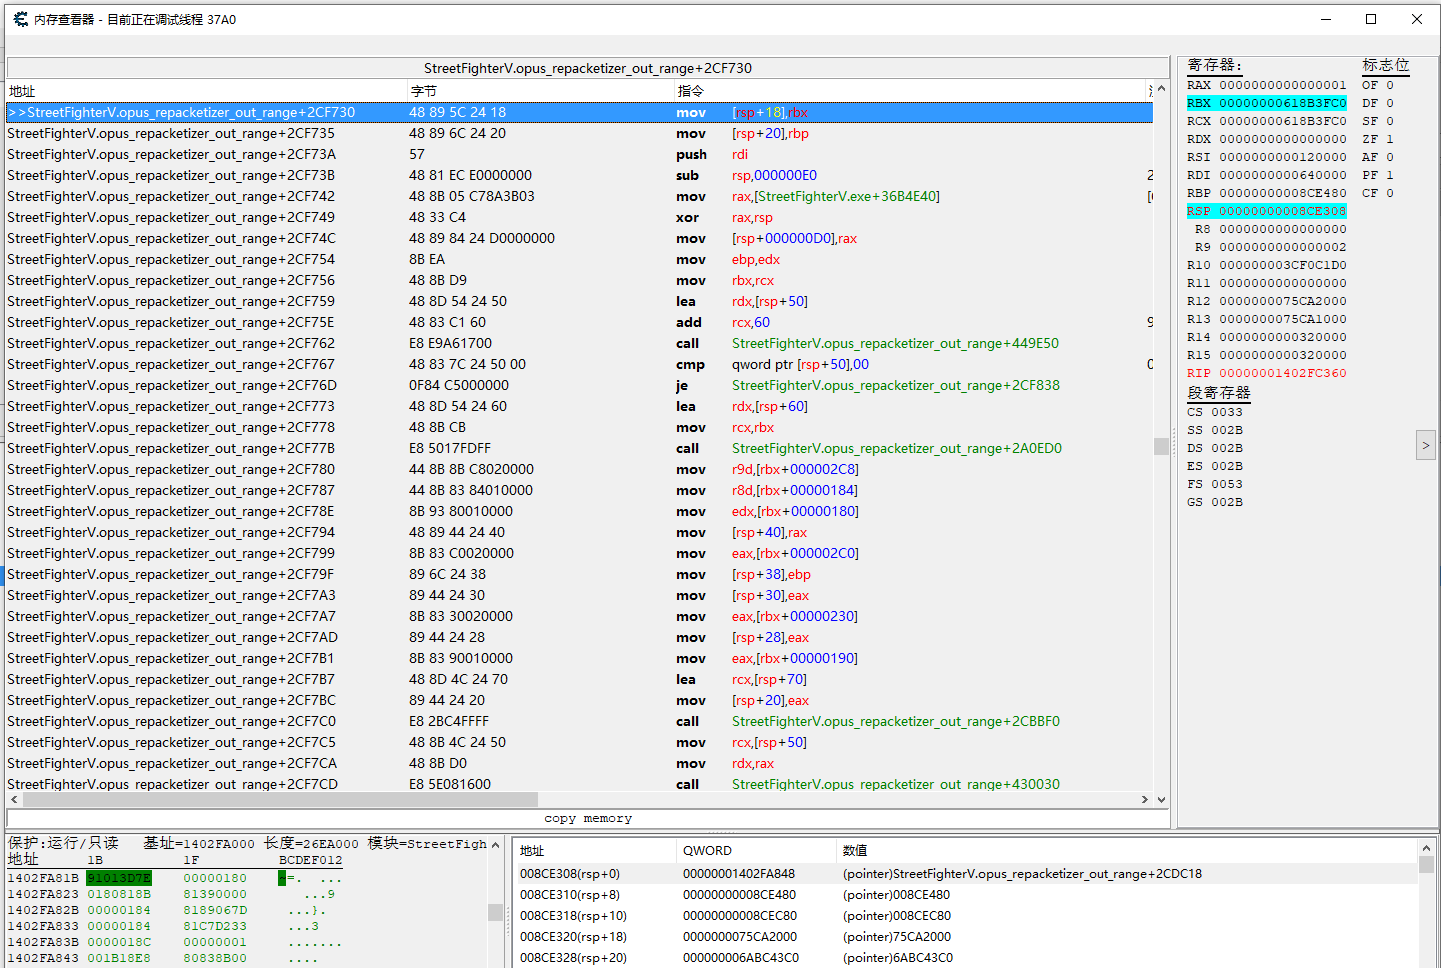 内存查看器 - 目前正在调试线程 37A0
StreetFighterV.opus_repacketizer_out_range+2CF730
地址 字节 指令
>>StreetFighterV.opus_repacketizer_out_range+2CF730 48 89 5C 24 18 mov [rsp+18],rbx
StreetFighterV.opus_repacketizer_out_range+2CF735 48 89 6C 24 20 mov [rsp+20],rbp
StreetFighterV.opus_repacketizer_out_range+2CF73A 57 push rdi
StreetFighterV.opus_repacketizer_out_range+2CF73B 48 81 EC E0000000 sub rsp,000000E0 2
StreetFighterV.opus_repacketizer_out_range+2CF742 48 8B 05 C78A3B03 mov rax,[StreetFighterV.exe+36B4E40]
StreetFighterV.opus_repacketizer_out_range+2CF749 48 33 C4 xor rax,rsp
StreetFighterV.opus_repacketizer_out_range+2CF74C 48 89 84 24 D0000000 mov [rsp+000000D0],rax
StreetFighterV.opus_repacketizer_out_range+2CF754 8B EA mov ebp,edx
StreetFighterV.opus_repacketizer_out_range+2CF756 48 8B D9 mov rbx,rcx
StreetFighterV.opus_repacketizer_out_range+2CF759 48 8D 54 24 50 lea rdx,[rsp+50]
StreetFighterV.opus_repacketizer_out_range+2CF75E 48 83 C1 60 add rcx,60 9
StreetFighterV.opus_repacketizer_out_range+2CF762 E8 E9A61700 call StreetFighterV.opus_repacketizer_out_range+449E50
StreetFighterV.opus_repacketizer_out_range+2CF767 48 83 7C 24 50 00 cmp qword ptr [rsp+50],00 0
StreetFighterV.opus_repacketizer_out_range+2CF76D 0F84 C5000000 je StreetFighterV.opus_repacketizer_out_range+2CF838
StreetFighterV.opus_repacketizer_out_range+2CF773 48 8D 54 24 60 lea rdx,[rsp+60]
StreetFighterV.opus_repacketizer_out_range+2CF778 48 8B CB mov rcx,rbx
StreetFighterV.opus_repacketizer_out_range+2CF77B E8 5017FDFF call StreetFighterV.opus_repacketizer_out_range+2A0ED0
StreetFighterV.opus_repacketizer_out_range+2CF780 44 8B 8B C8020000 mov r9d,[rbx+000002C8]
StreetFighterV.opus_repacketizer_out_range+2CF787 44 8B 83 84010000 mov r8d,[rbx+00000184]
StreetFighterV.opus_repacketizer_out_range+2CF78E 8B 93 80010000 mov edx,[rbx+00000180]
StreetFighterV.opus_repacketizer_out_range+2CF794 48 89 44 24 40 mov [rsp+40],rax
StreetFighterV.opus_repacketizer_out_range+2CF799 8B 83 C0020000 mov eax,[rbx+000002C0]
StreetFighterV.opus_repacketizer_out_range+2CF79F 89 6C 24 38 mov [rsp+38],ebp
StreetFighterV.opus_repacketizer_out_range+2CF7A3 89 44 24 30 mov [rsp+30],eax
StreetFighterV.opus_repacketizer_out_range+2CF7A7 8B 83 30020000 mov eax,[rbx+00000230]
StreetFighterV.opus_repacketizer_out_range+2CF7AD 89 44 24 28 mov [rsp+28],eax
StreetFighterV.opus_repacketizer_out_range+2CF7B1 8B 83 90010000 mov eax,[rbx+00000190]
StreetFighterV.opus_repacketizer_out_range+2CF7B7 48 8D 4C 24 70 lea rcx,[rsp+70]
StreetFighterV.opus_repacketizer_out_range+2CF7BC 89 44 24 20 mov [rsp+20],eax
StreetFighterV.opus_repacketizer_out_range+2CF7C0 E8 2BC4FFFF call StreetFighterV.opus_repacketizer_out_range+2CBBF0
StreetFighterV.opus_repacketizer_out_range+2CF7C5 48 8B 4C 24 50 mov rcx,[rsp+50]
StreetFighterV.opus_repacketizer_out_range+2CF7CA 48 8B D0 mov rdx,rax
StreetFighterV.opus_repacketizer_out_range+2CF7CD E8 5E081600 call StreetFighterV.opus_repacketizer_out_range+430030
copy memory
寄存器: 标志位
RAX 0000000000000001 OF 0
RBX 00000000618B3FC0 DF 0
RCX 00000000618B3FC0 SF 0
RDX 0000000000000000 ZF 1
RSI 0000000000120000 AF 0
RDI 0000000000640000 PF 1
RBP 00000000008CE480 CF 0
RSP 00000000008CE308
R8 0000000000000000
R9 0000000000000002
R10 000000003CF0C1D0
R11 0000000000000000
R12 0000000075CA2000
R13 0000000075CA1000
R14 0000000000320000
R15 0000000000320000
RIP 00000001402FC360
段寄存器
CS 0033
SS 002B
DS 002B
ES 002B
FS 0053
GS 002B
>
保护:运行/只读 基址=1402FA000 长度=26EA000 模块=StreetFigh
地址 1B 1F BCDEF012
1402FA81B 91013D7E 00000180 ~=. ...
1402FA823 0180818B 81390000 ...9
1402FA82B 00000184 8189067D ...}.
1402FA833 00000184 81C7D233 ...3
1402FA83B 0000018C 00000001 .......
1402FA843 001B18E8 80838B00 ....
地址 QWORD 数值
008CE308(rsp+0) 00000001402FA848 (pointer)StreetFighterV.opus_repacketizer_out_range+2CDC18
008CE310(rsp+8) 00000000008CE480 (pointer)008CE480
008CE318(rsp+10) 00000000008CEC80 (pointer)008CEC80
008CE320(rsp+18) 0000000075CA2000 (pointer)75CA2000
008CE328(rsp+20) 000000006ABC43C0 (pointer)6ABC43C0